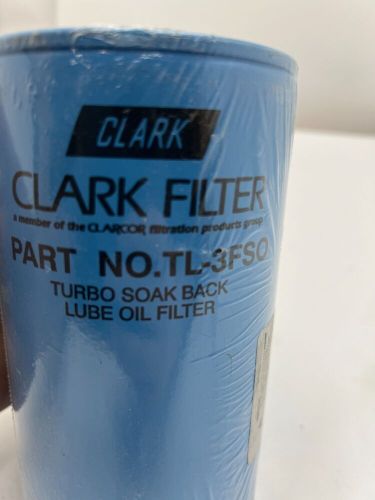 CLARK
CLARK FILTER
a member of the CLARCOR filtration products group
PART NO.TL-3FSO
TURBO SOAK BACK
LUBE OIL FILTER